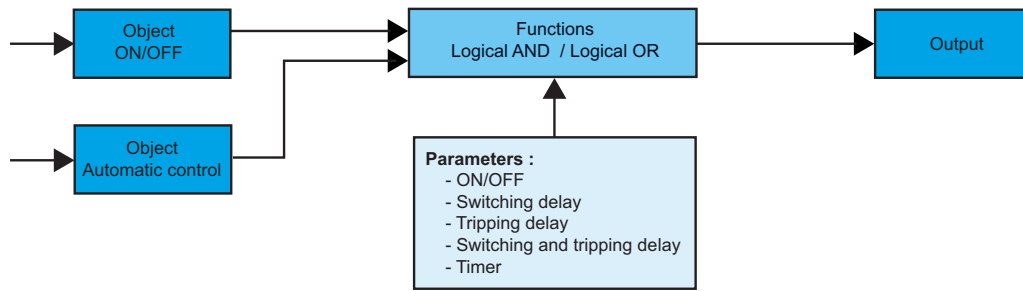 Object
ON/OFF
Functions
Logical AND / Logical OR
Output
Object
Automatic control
Parameters :
- ON/OFF
- Switching delay
- Tripping delay
- Switching and tripping delay
- Timer